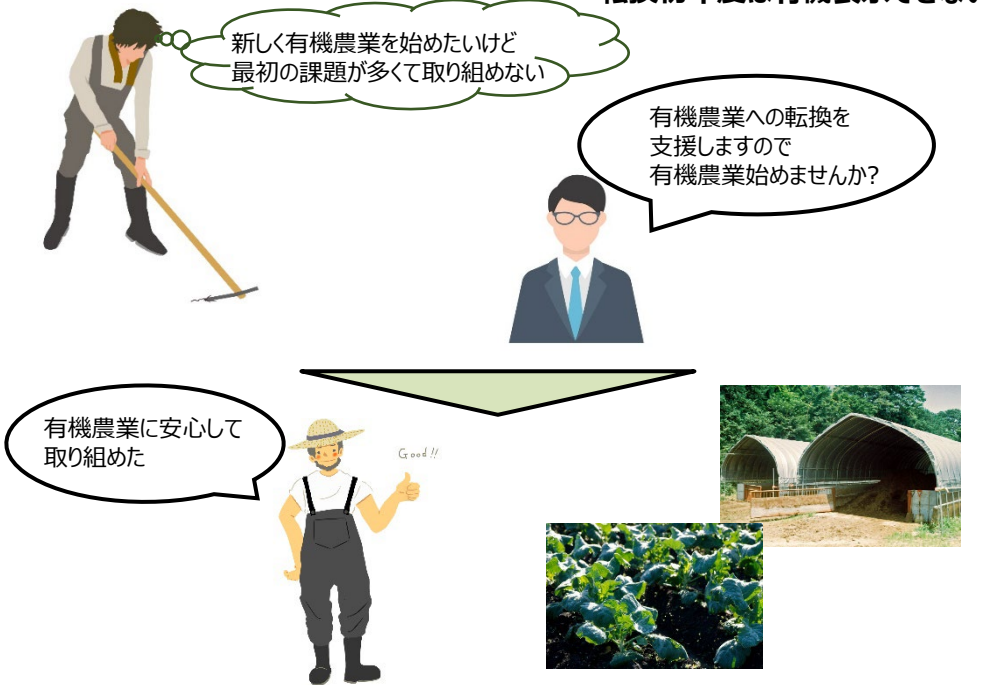 新しく有機農業を始めたいけど
最初の課題が多くて取り組めない
有機農業への転換を
支援しますので
有機農業始めませんか?
有機農業に安心して
取り組めた
Good!!